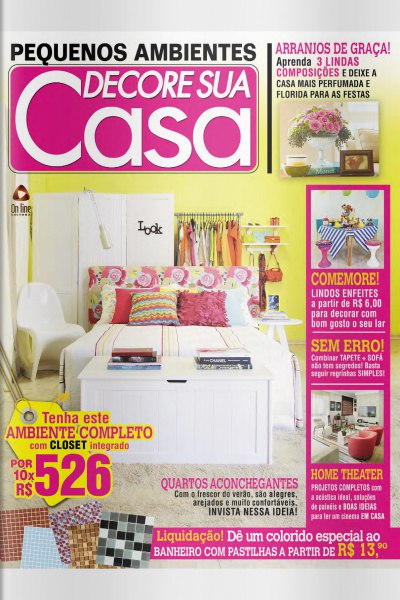 PEQUENOS AMBIENTES
DECORE SUA
Casa
ARRANJOS DE GRAÇA!
Aprenda 3 LINDAS
COMPOSIÇÕES E DEIXE A
CASA MAIS PERFUMADA E
FLORIDA PARA AS FESTAS
Monet
On line
EDITORA
Look
COMEMORE!
LINDOS ENFEITES
a partir de R$ 6,00
para decorar com
bom gosto o seu lar
SEM ERRO!
Combinar TAPETE + SOFÁ
não tem segredos! Basta
seguir regrinhas SIMPLES!
CHANEL
HOME THEATER
PROJETOS COMPLETOS com
a acústica ideal, soluções
de painéis e BOAS IDEIAS
para ler um cinema EM CASA
Tenha este
AMBIENTE COMPLETO
com CLOSET integrado
POR
10x
R$ 526
QUARTOS ACONCHEGANTES
Com o frescor do verão, são alegres,
arejados e muito confortáveis.
INVISTA NESSA IDEIA!
Liquidação! Dê um colorido especial ao
BANHEIRO COM PASTILHAS A PARTIR DE R$ 13,90